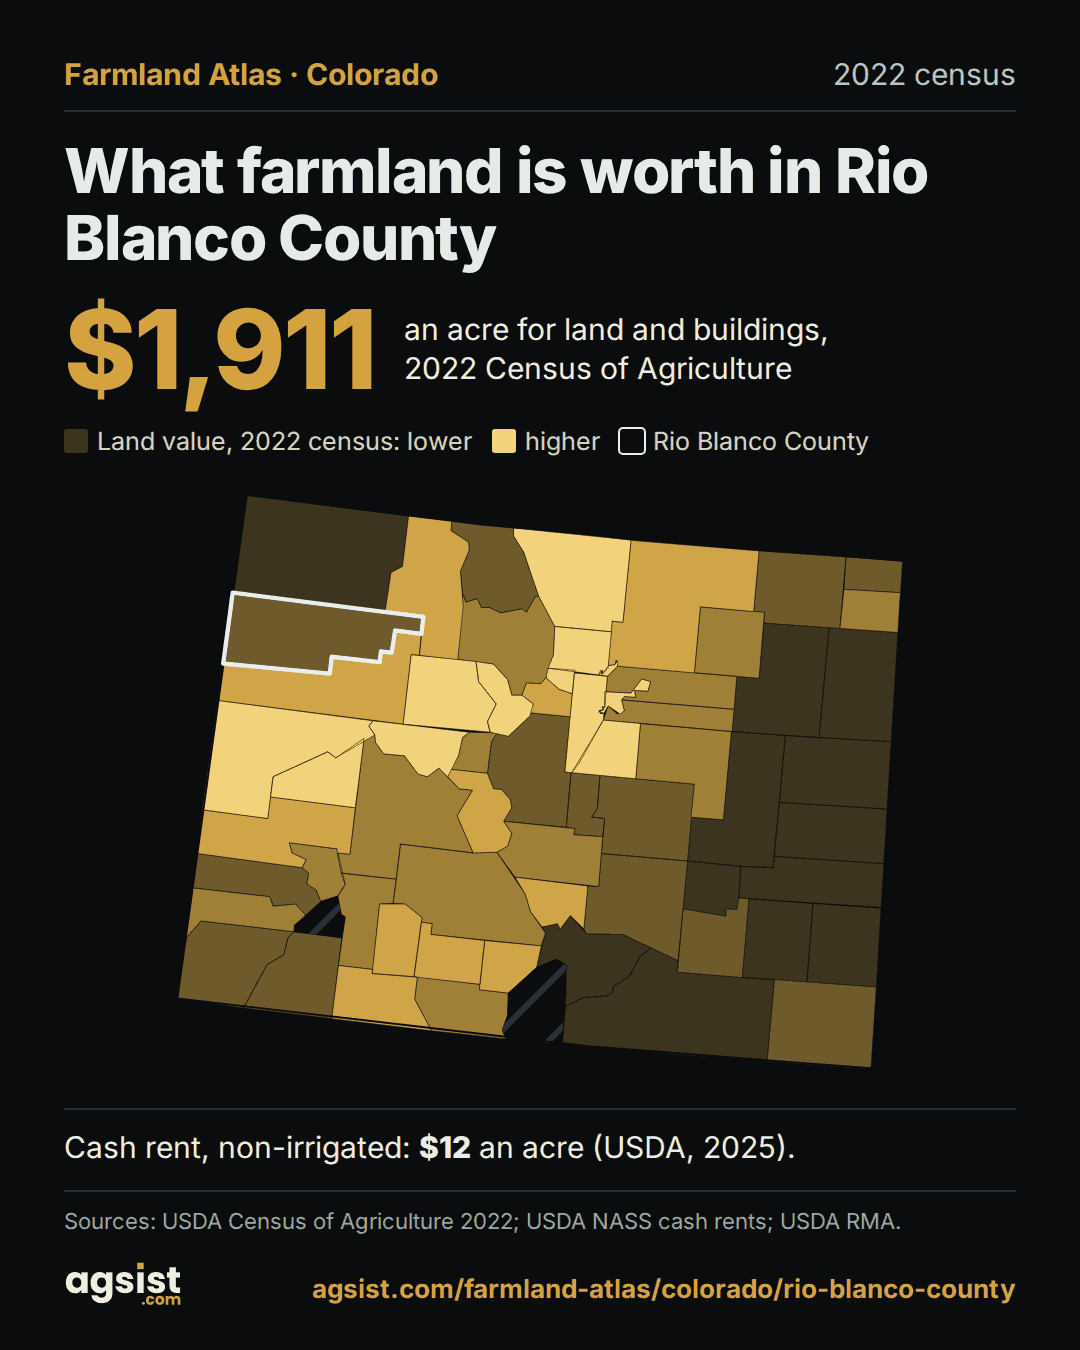 Farmland Atlas · Colorado
2022 census
What farmland is worth in Rio
Blanco County
$1,911
an acre for land and buildings,
2022 Census of Agriculture
Land value, 2022 census: lower
higher
Rio Blanco County
Cash rent, non-irrigated: $12 an acre (USDA, 2025).
Sources: USDA Census of Agriculture 2022; USDA NASS cash rents; USDA RMA.
agsist
.com
agsist.com/farmland-atlas/colorado/rio-blanco-county